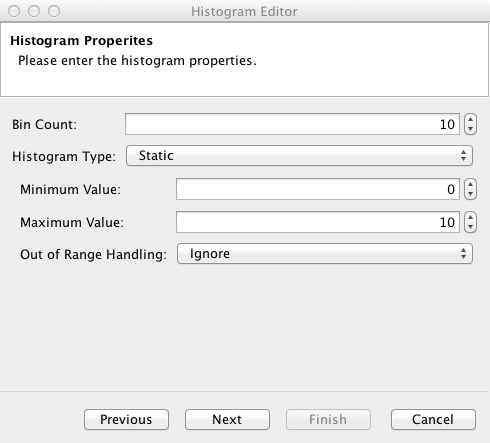 Histogram Editor
Histogram Properites
Please enter the histogram properties.
Bin Count: 10
Histogram Type: Static
Minimum Value: 0
Maximum Value: 10
Out of Range Handling: Ignore
Previous Next Finish Cancel